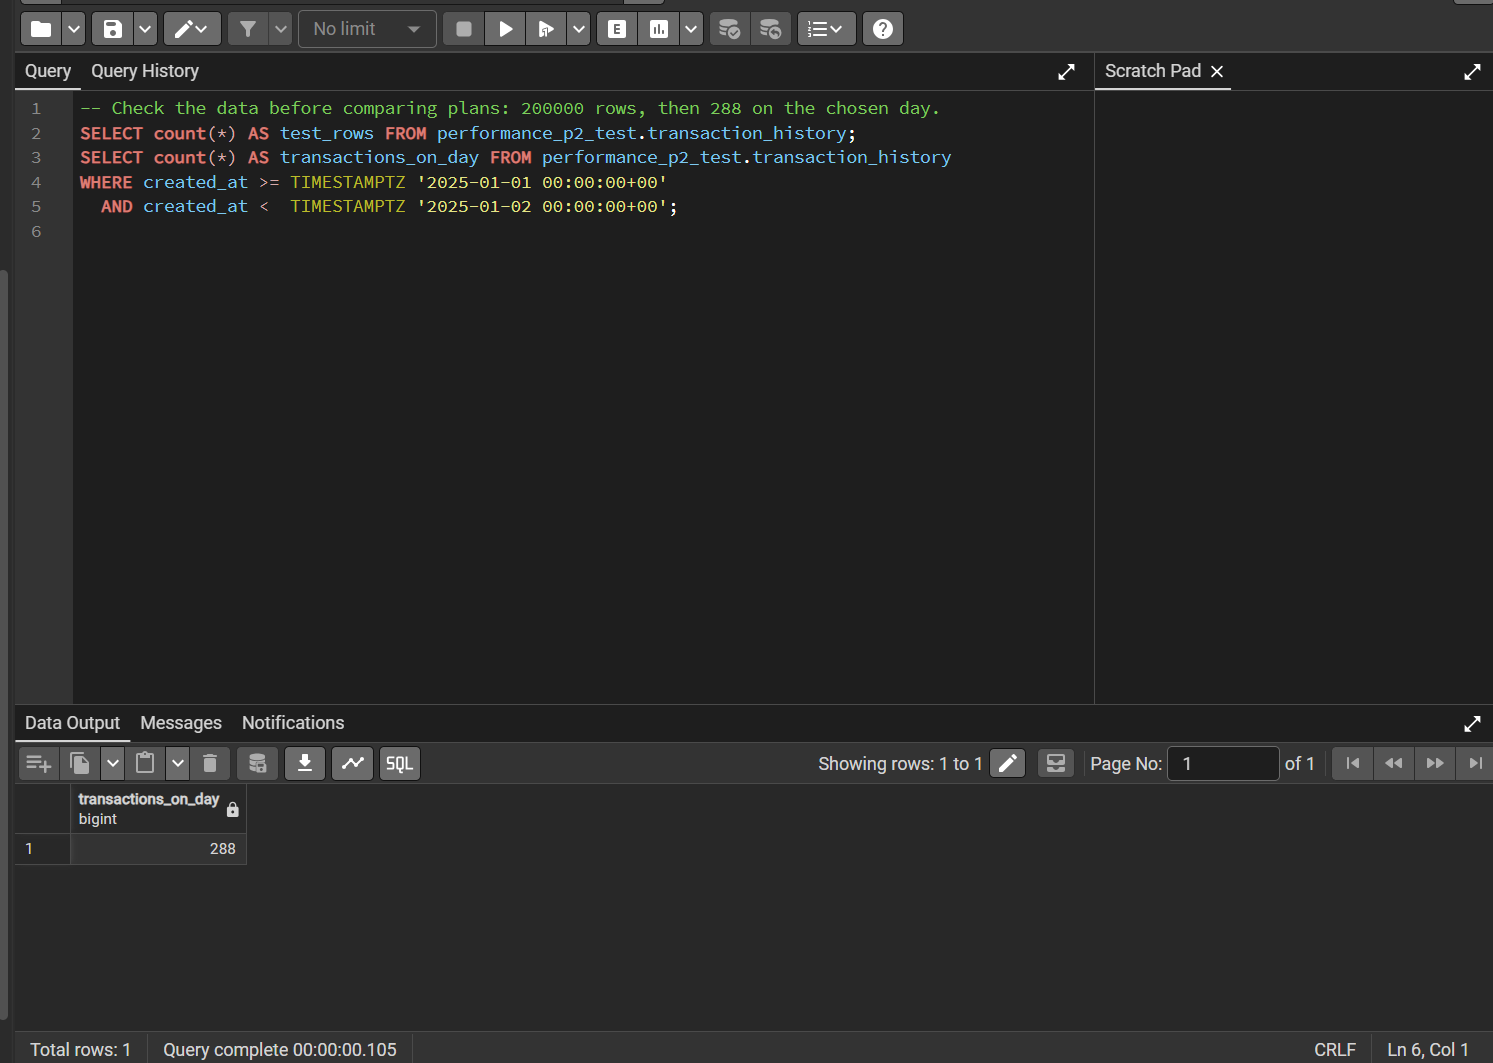 No limit
E
Query
Query History
Scratch Pad
1 -- Check the data before comparing plans: 200000 rows, then 288 on the chosen day.
2 SELECT count(*) AS test_rows FROM performance_p2_test.transaction_history;
3 SELECT count(*) AS transactions_on_day FROM performance_p2_test.transaction_history
4 WHERE created_at >= TIMESTAMPTZ '2025-01-01 00:00:00+00'
5   AND created_at <  TIMESTAMPTZ '2025-01-02 00:00:00+00';
6
Data Output
Messages
Notifications
SQL
Showing rows: 1 to 1
Page No: 1 of 1
transactions_on_day
bigint
1 288
Total rows: 1
Query complete 00:00:00.105
CRLF
Ln 6, Col 1